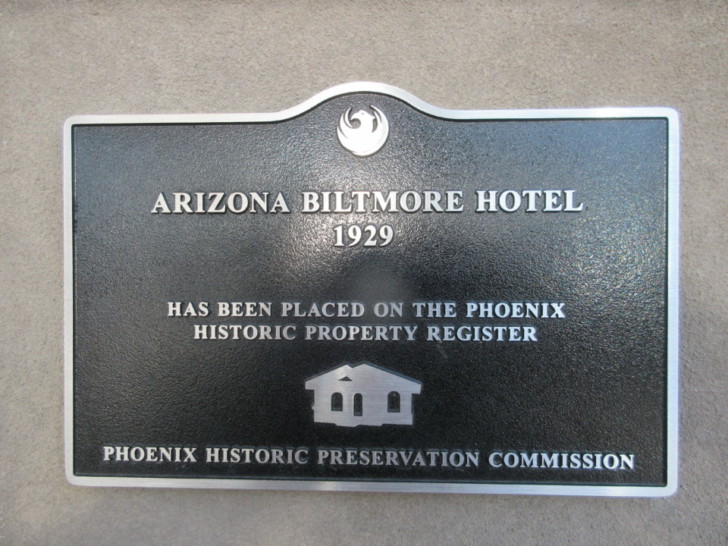 ARIZONA BILTMORE HOTEL
1929
HAS BEEN PLACED ON THE PHOENIX
HISTORIC PROPERTY REGISTER
PHOENIX HISTORIC PRESERVATION COMMISSION